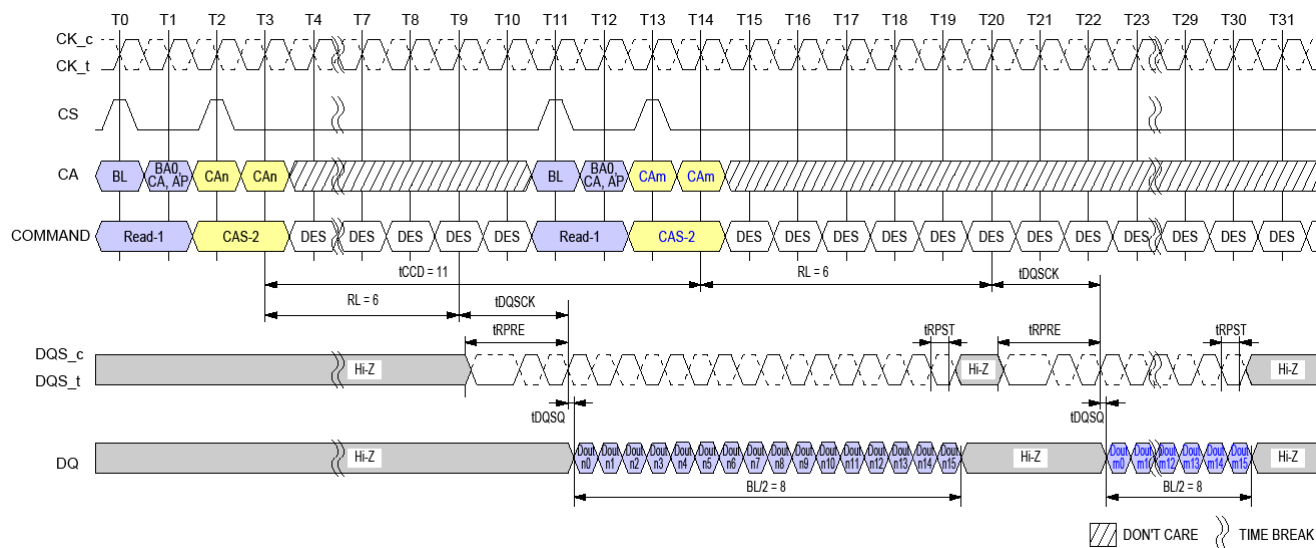 T0 T1 T2 T3 T4 T7 T8 T9 T10 T11 T12 T13 T14 T15 T16 T17 T18 T19 T20 T21 T22 T23 T29 T30 T31
CK_c
CK_t
CS
CA BL BA0, CA, AP CAn CAn BL BA0, CA, AP CAm CAm
COMMAND Read-1 CAS-2 DES DES DES DES DES Read-1 CAS-2 DES DES DES DES DES DES DES DES DES DES DES DES
tCCD = 11 RL = 6 tDQSCK
RL = 6 tDQSCK
tRPRE tRPST tRPRE tRPST
DQS_c
DQS_t
Hi-Z Hi-Z Hi-Z
tDQSQ tDQSQ
DQ Hi-Z Dout n0 Dout n1 Dout n2 Dout n3 Dout n4 Dout n5 Dout n6 Dout n7 Dout n8 Dout n9 Dout n10 Dout n11 Dout n12 Dout n13 Dout n14 Dout n15 Hi-Z Dout m0 Dout m1 Dout m12 Dout m13 Dout m14 Dout m15 Hi-Z
BL/2 = 8 BL/2 = 8
DON'T CARE TIME BREAK